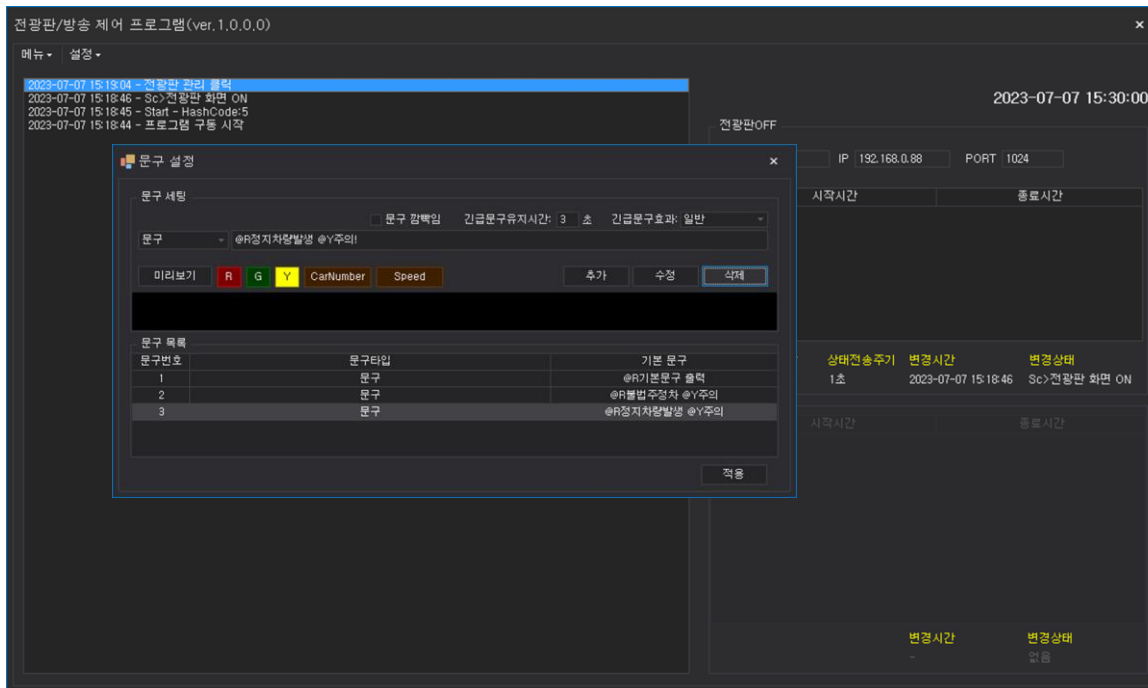 전광판/방송 제어 프로그램(ver.1.0.0.0)
메뉴 설정
2023-07-07 15:19:04 - 전광판 관리 클릭
2023-07-07 15:18:46 - Sc>전광판 화면 ON
2023-07-07 15:18:45 - Start - HashCode:5
2023-07-07 15:18:44 - 프로그램 구동 시작
2023-07-07 15:30:00
전광판OFF
IP 192.168.0.88 PORT 1024
시작시간 종료시간
상태전송주기 변경시간 변경상태
1초 2023-07-07 15:18:46 Sc>전광판 화면 ON
시작시간 종료시간
변경시간 변경상태
- 없음
문구 설정
문구 세팅
문구 깜빡임 긴급문구유지시간: 3 초 긴급문구효과: 일반
문구 @R정지차량발생 @Y주의!
미리보기 R G Y CarNumber Speed 추가 수정 삭제
문구 목록
문구번호 문구타입 기본 문구
1 문구 @R기본문구 출력
2 문구 @R불법주정차 @Y주의
3 문구 @R정지차량발생 @Y주의
적용